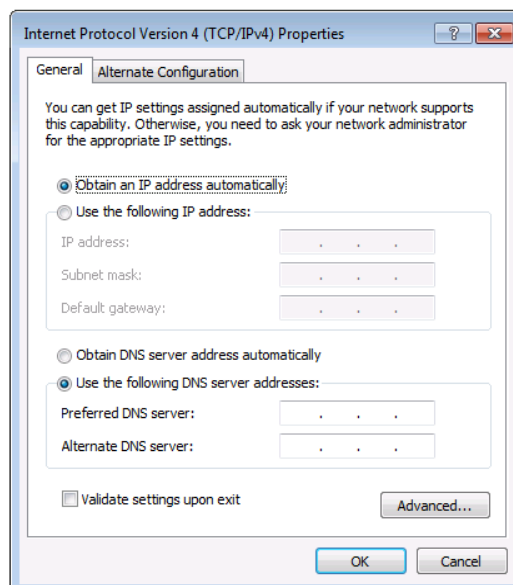 Internet Protocol Version 4 (TCP/IPv4) Properties
?
General
Alternate Configuration
You can get IP settings assigned automatically if your network supports
this capability. Otherwise, you need to ask your network administrator
for the appropriate IP settings.
Obtain an IP address automatically
Use the following IP address:
IP address:
. . .
Subnet mask:
. . .
Default gateway:
. . .
Obtain DNS server address automatically
Use the following DNS server addresses:
Preferred DNS server:
. . .
Alternate DNS server:
. . .
Validate settings upon exit
Advanced...
OK
Cancel